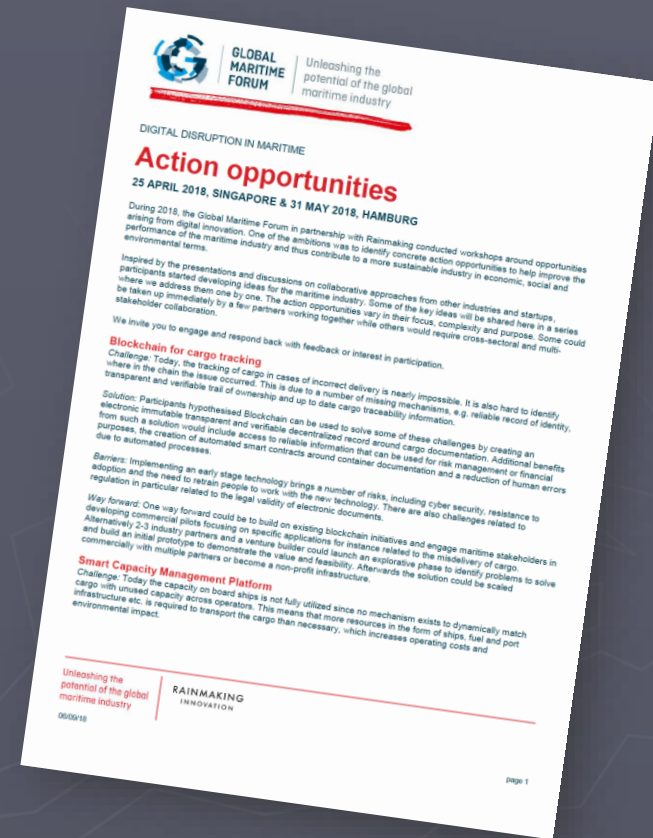 GLOBAL
MARITIME
FORUM
Unleashing the
potential of the global
maritime industry
DIGITAL DISRUPTION IN MARITIME
Action opportunities
25 APRIL 2018, SINGAPORE & 31 MAY 2018, HAMBURG
During 2018, the Global Maritime Forum in partnership with Rainmaking conducted workshops around opportunities
arising from digital innovation. One of the ambitions was to identify concrete action opportunities to help improve the
performance of the maritime industry and thus contribute to a more sustainable industry in economic, social and
environmental terms.
Inspired by the presentations and discussions on collaborative approaches from other industries and startups,
participants started developing ideas for the maritime industry. Some of the key ideas will be shared here in a series
where we address them one by one. The action opportunities vary in their focus, complexity and purpose. Some could
be taken up immediately by a few partners working together while others would require cross-sectoral and multi-
stakeholder collaboration.
We invite you to engage and respond back with feedback or interest in participation.
Blockchain for cargo tracking
Challenge: Today, the tracking of cargo in cases of incorrect delivery is nearly impossible. It is also hard to identify
where in the chain the issue occurred. This is due to a number of missing mechanisms, e.g. reliable record of identity,
transparent and verifiable trail of ownership and up to date cargo traceability information.
Solution: Participants hypothesised Blockchain can be used to solve some of these challenges by creating an
electronic immutable transparent and verifiable decentralized record around cargo documentation. Additional benefits
from such a solution would include access to reliable information that can be used for risk management or financial
purposes, the creation of automated smart contracts around container documentation and a reduction of human errors
due to automated processes.
Barriers: Implementing an early stage technology brings a number of risks, including cyber security, resistance to
adoption and the need to retrain people to work with the new technology. There are also challenges related to
regulation in particular related to the legal validity of electronic documents.
Way forward: One way forward could be to build on existing blockchain initiatives and engage maritime stakeholders in
developing commercial pilots focusing on specific applications for instance related to the misdelivery of cargo.
Alternatively 2-3 industry partners and a venture builder could launch an explorative phase to identify problems to solve
and build an initial prototype to demonstrate the value and feasibility. Afterwards the solution could be scaled
commercially with multiple partners or become a non-profit infrastructure.
Smart Capacity Management Platform
Challenge: Today the capacity on board ships is not fully utilized since no mechanism exists to dynamically match
cargo with unused capacity across operators. This means that more resources in the form of ships, fuel and port
infrastructure etc. is required to transport the cargo than necessary, which increases operating costs and
environmental impact.
Unleashing the
potential of the global
maritime industry
RAINMAKING
INNOVATION
06/09/18
page 1